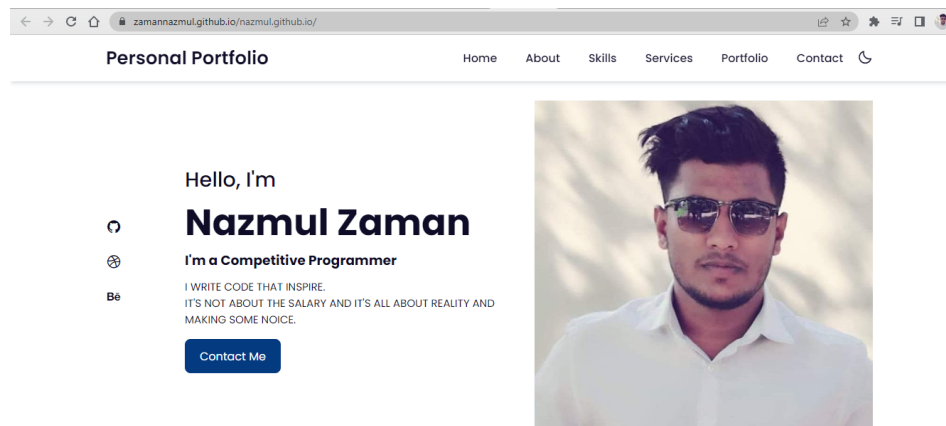 zamannazmul.github.io/nazmul.github.io/
Personal Portfolio Home About Skills Services Portfolio Contact
Hello, I'm
Nazmul Zaman
I'm a Competitive Programmer
I WRITE CODE THAT INSPIRE.
IT'S NOT ABOUT THE SALARY AND IT'S ALL ABOUT REALITY AND
MAKING SOME NOICE.
Bē
Contact Me